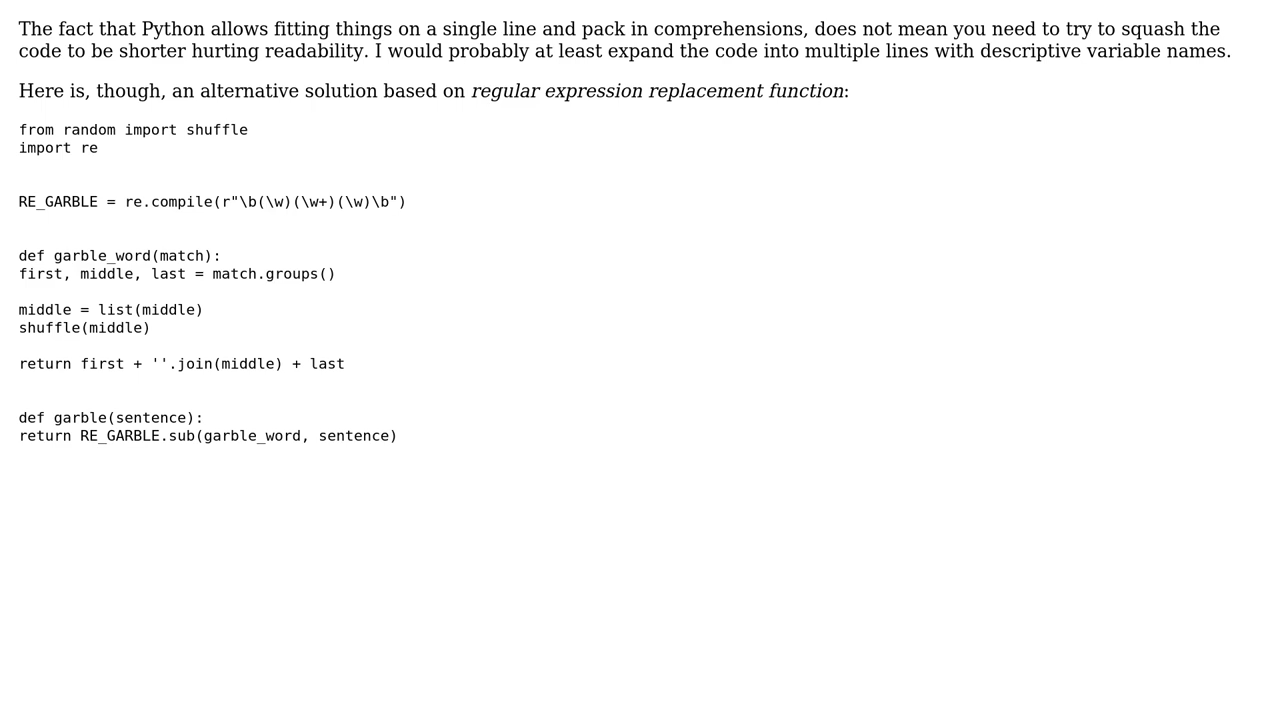 The fact that Python allows fitting things on a single line and pack in comprehensions, does not mean you need to try to squash the
code to be shorter hurting readability. I would probably at least expand the code into multiple lines with descriptive variable names.
Here is, though, an alternative solution based on regular expression replacement function:
from random import shuffle
import re
RE_GARBLE = re.compile(r"\b(\w)(\w+)(\w)\b")
def garble_word(match):
first, middle, last = match.groups()
middle = list(middle)
shuffle(middle)
return first + ''.join(middle) + last
def garble(sentence):
return RE_GARBLE.sub(garble_word, sentence)